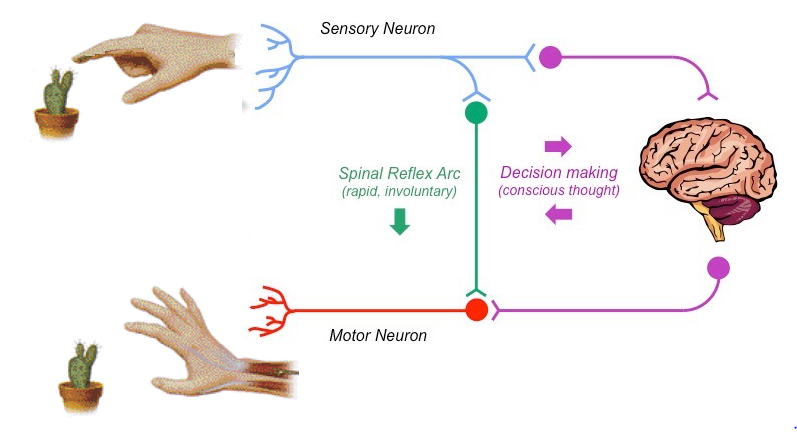 Sensory Neuron
Spinal Reflex Arc
(rapid, involuntary)
Decision making
(conscious thought)
Motor Neuron